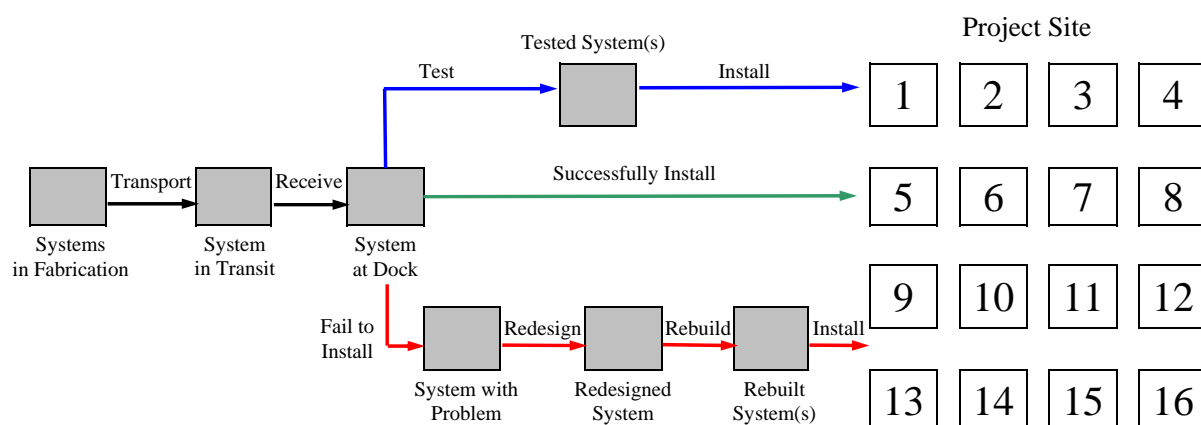 Project Site
Tested System(s)
Test
Install
1 2 3 4
Transport
Receive
Successfully Install
5 6 7 8
Systems
in Fabrication
System
in Transit
System
at Dock
9 10 11 12
Fail to
Install
Redesign
Rebuild
Install
System with
Problem
Redesigned
System
Rebuilt
System(s)
13 14 15 16